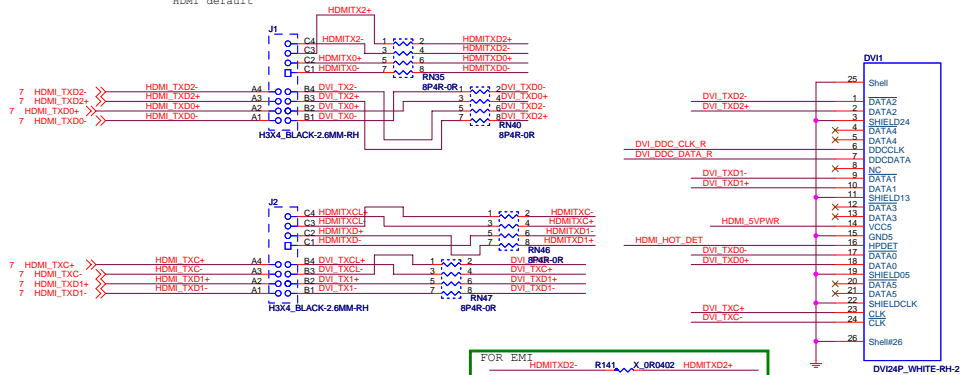 HDMI default
HDMITX2+
J1
C4 HDMITX2- 1 2 HDMITXD2+
C3 3 4 HDMITXD2-
C2 HDMITX0+ 5 6 HDMITXD0+
C1 HDMITX0- 7 8 HDMITXD0-
RN35
8P4R-0R
7 HDMI_TXD2- HDMI_TXD2- A4 B4 DVI_TX2- 1 2 DVI_TXD0-
7 HDMI_TXD2+ HDMI_TXD2+ A3 B3 DVI_TX2+ 3 4 DVI_TXD0+
7 HDMI_TXD0+ HDMI_TXD0+ A2 B2 DVI_TX0+ 5 6 DVI_TXD2-
7 HDMI_TXD0- HDMI_TXD0- A1 B1 DVI_TX0- 7 8 DVI_TXD2+
RN40
H3X4_BLACK-2.6MM-RH 8P4R-0R
J2
C4 HDMITXCL+ 1 2 HDMITXC-
C3 HDMITXCL- 3 4 HDMITXC+
C2 HDMITXD+ 5 6 HDMITXD1-
C1 HDMITXD- 7 8 HDMITXD1+
RN46
8P4R-0R
7 HDMI_TXC+ HDMI_TXC+ A4 B4 DVI_TXCL+ 1 2
7 HDMI_TXC- HDMI_TXC- A3 B3 DVI_TXCL- 3 4 DVI_TXC+
7 HDMI_TXD1+ HDMI_TXD1+ A2 B2 DVI_TX1+ 5 6 DVI_TXD1+
7 HDMI_TXD1- HDMI_TXD1- A1 B1 DVI_TX1- 7 8 DVI_TXD1-
RN47
H3X4_BLACK-2.6MM-RH 8P4R-0R
DVI1
25 Shell
DVI_TXD2- 1 DATA2
DVI_TXD2+ 2 DATA2
3 SHIELD24
4 DATA4
5 DATA4
DVI_DDC_CLK_R 6 DDCCLK
DVI_DDC_DATA_R 7 DDCDATA
8 NC
DVI_TXD1- 9 DATA1
DVI_TXD1+ 10 DATA1
11 SHIELD13
12 DATA3
13 DATA3
HDMI_5VPWR 14 VCC5
15 GND5
HDMI_HOT_DET 16 HPDET
DVI_TXD0- 17 DATA0
DVI_TXD0+ 18 DATA0
19 SHIELD05
20 DATA5
21 DATA5
22 SHIELDCLK
DVI_TXC+ 23 CLK
DVI_TXC- 24 CLK
26 Shell#26
DVI24P_WHITE-RH-2
FOR EMI
HDMITXD2- R141 X_0R0402 HDMITXD2+